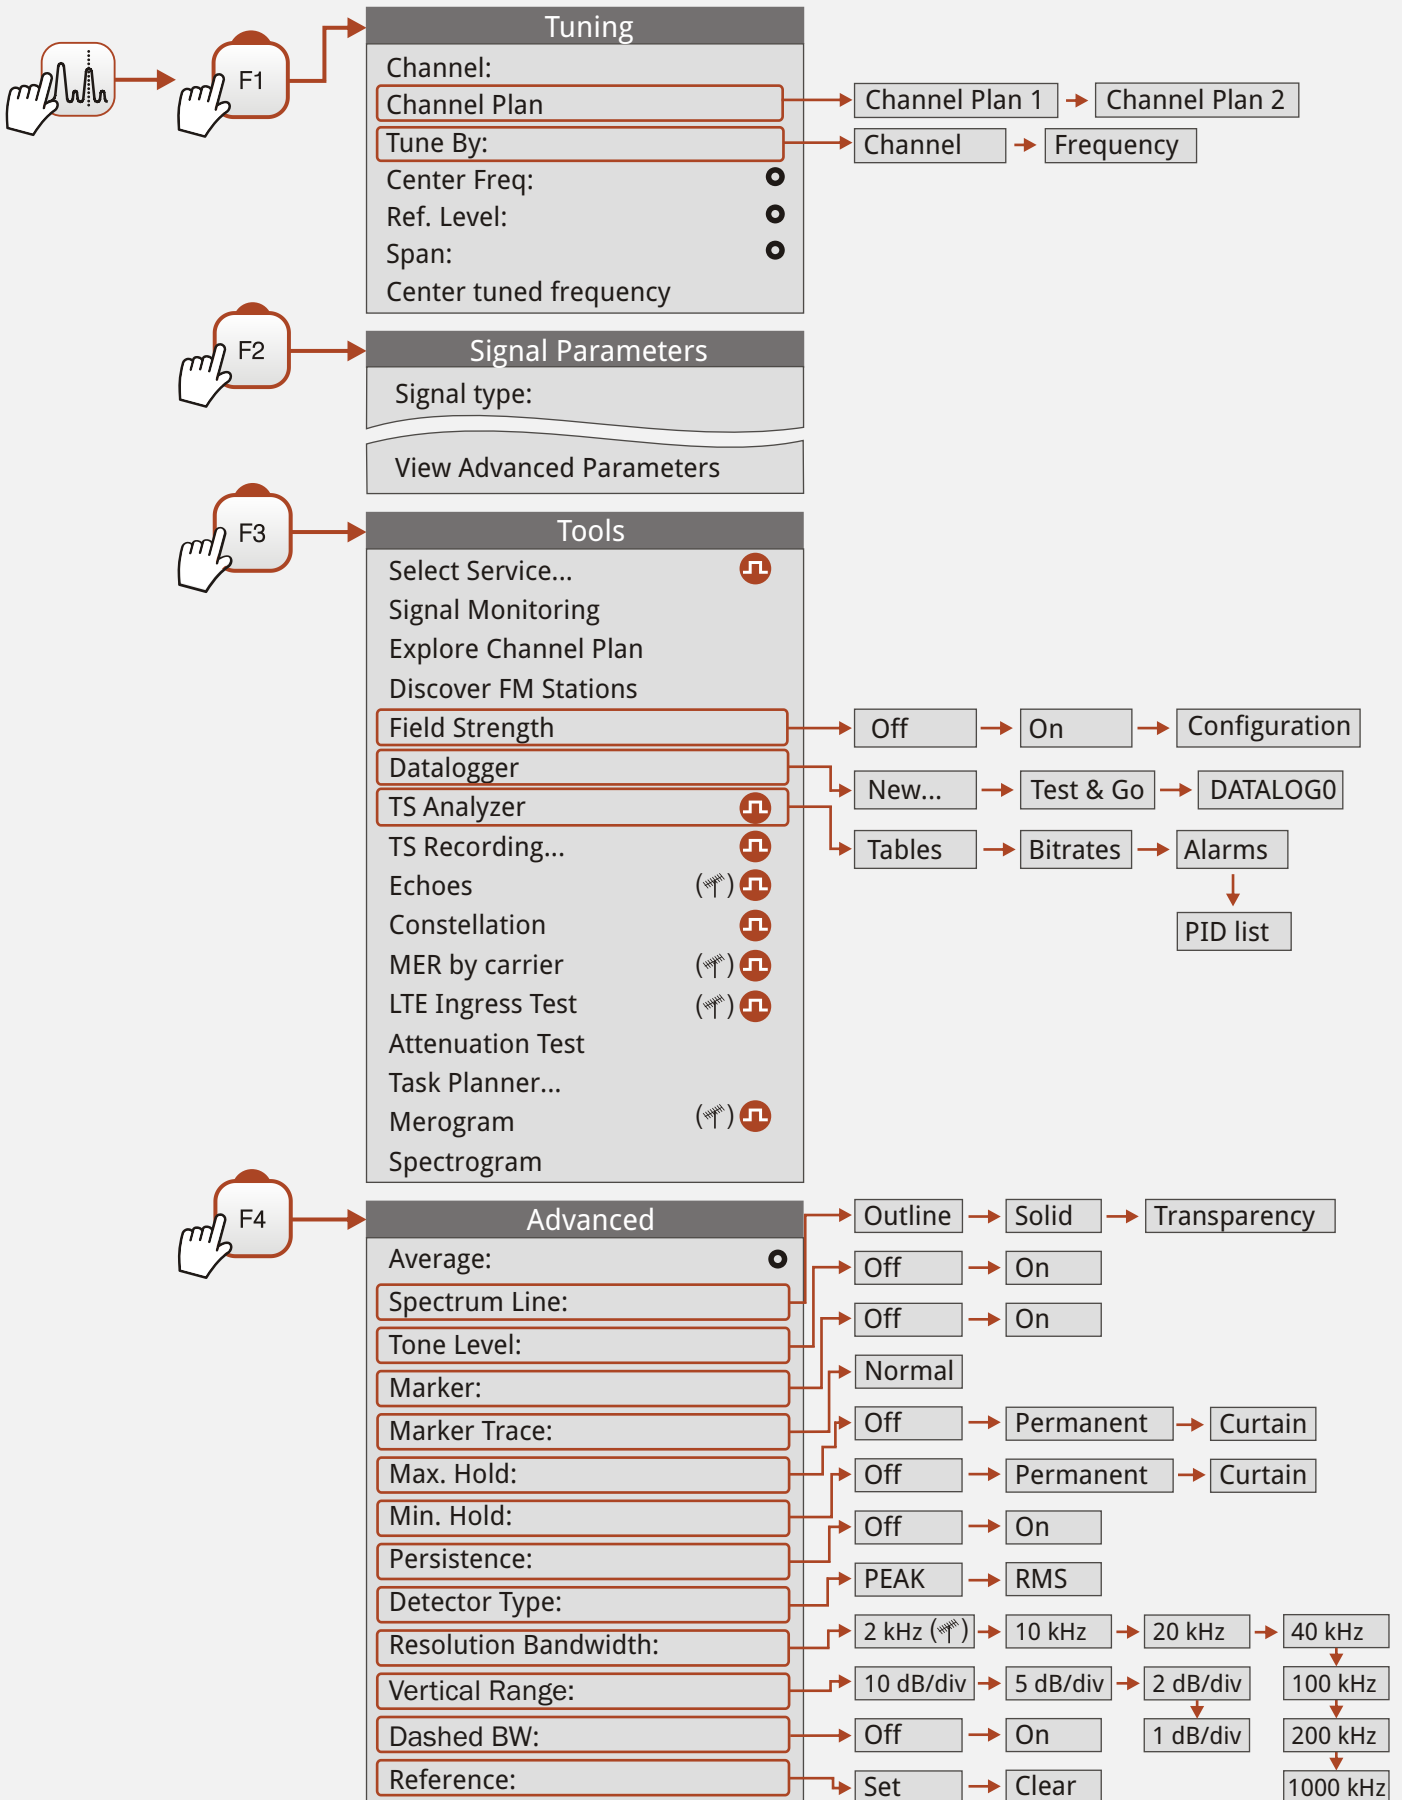 F1
Tuning
Channel:
Channel Plan
Channel Plan 1
Channel Plan 2
Tune By:
Channel
Frequency
Center Freq:
Ref. Level:
Span:
Center tuned frequency
F2
Signal Parameters
Signal type:
View Advanced Parameters
F3
Tools
Select Service...
Signal Monitoring
Explore Channel Plan
Discover FM Stations
Field Strength
Off
On
Configuration
Datalogger
New...
Test & Go
DATALOG0
TS Analyzer
Tables
Bitrates
Alarms
PID list
TS Recording...
Echoes
Constellation
MER by carrier
LTE Ingress Test
Attenuation Test
Task Planner...
Merogram
Spectrogram
F4
Advanced
Average:
Spectrum Line:
Outline
Solid
Transparency
Tone Level:
Off
On
Marker:
Off
On
Marker Trace:
Normal
Max. Hold:
Off
Permanent
Curtain
Min. Hold:
Off
Permanent
Curtain
Persistence:
Off
On
Detector Type:
PEAK
RMS
Resolution Bandwidth:
2 kHz ( )
10 kHz
20 kHz
40 kHz
100 kHz
200 kHz
1000 kHz
Vertical Range:
10 dB/div
5 dB/div
2 dB/div
1 dB/div
Dashed BW:
Off
On
Reference:
Set
Clear